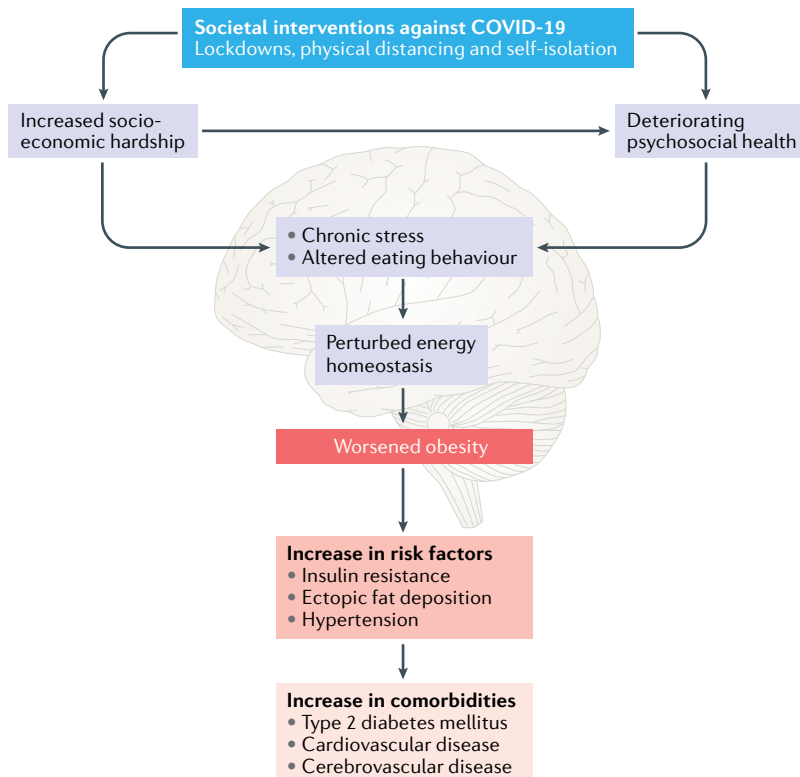 Societal interventions against COVID-19
Lockdowns, physical distancing and self-isolation
Increased socio-
economic hardship
Deteriorating
psychosocial health
• Chronic stress
• Altered eating behaviour
Perturbed energy
homeostasis
Worsened obesity
Increase in risk factors
• Insulin resistance
• Ectopic fat deposition
• Hypertension
Increase in comorbidities
• Type 2 diabetes mellitus
• Cardiovascular disease
• Cerebrovascular disease